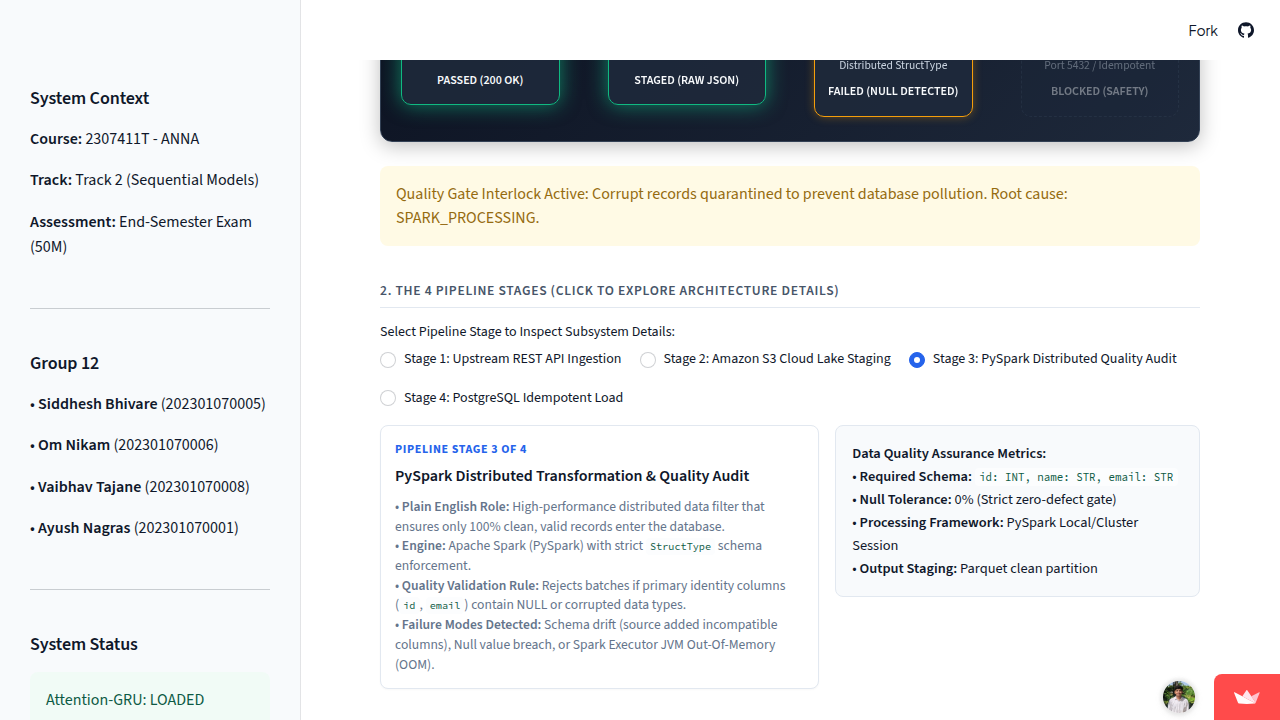 Fork
System Context
Course: 2307411T - ANNA
Track: Track 2 (Sequential Models)
Assessment: End-Semester Exam
(50M)
Group 12
• Siddhesh Bhivare (202301070005)
• Om Nikam (202301070006)
• Vaibhav Tajane (202301070008)
• Ayush Nagras (202301070001)
System Status
Attention-GRU: LOADED
PASSED (200 OK)
STAGED (RAW JSON)
Distributed StructType
FAILED (NULL DETECTED)
Port 5432 / Idempotent
BLOCKED (SAFETY)
Quality Gate Interlock Active: Corrupt records quarantined to prevent database pollution. Root cause:
SPARK_PROCESSING.
2. THE 4 PIPELINE STAGES (CLICK TO EXPLORE ARCHITECTURE DETAILS)
Select Pipeline Stage to Inspect Subsystem Details:
Stage 1: Upstream REST API Ingestion
Stage 2: Amazon S3 Cloud Lake Staging
Stage 3: PySpark Distributed Quality Audit
Stage 4: PostgreSQL Idempotent Load
PIPELINE STAGE 3 OF 4
PySpark Distributed Transformation & Quality Audit
• Plain English Role: High-performance distributed data filter that
ensures only 100% clean, valid records enter the database.
• Engine: Apache Spark (PySpark) with strict StructType schema
enforcement.
• Quality Validation Rule: Rejects batches if primary identity columns
( id , email ) contain NULL or corrupted data types.
• Failure Modes Detected: Schema drift (source added incompatible
columns), Null value breach, or Spark Executor JVM Out-Of-Memory
(OOM).
Data Quality Assurance Metrics:
• Required Schema: id: INT, name: STR, email: STR
• Null Tolerance: 0% (Strict zero-defect gate)
• Processing Framework: PySpark Local/Cluster
Session
• Output Staging: Parquet clean partition